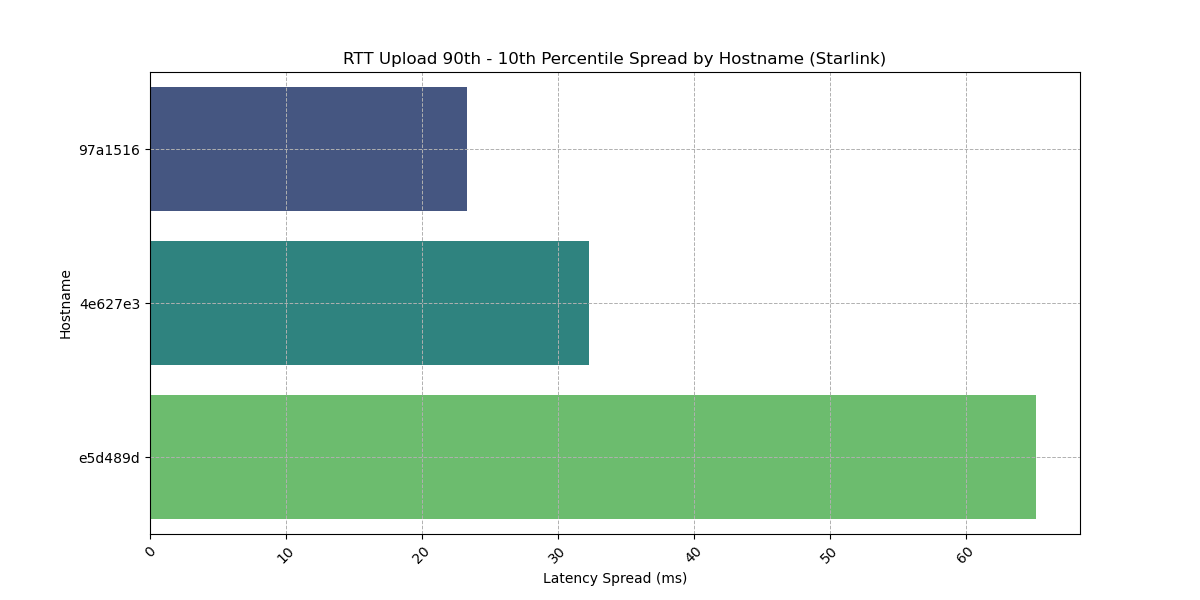 RTT Upload 90th - 10th Percentile Spread by Hostname (Starlink)
Hostname
97a1516
4e627e3
e5d489d
0 10 20 30 40 50 60
Latency Spread (ms)